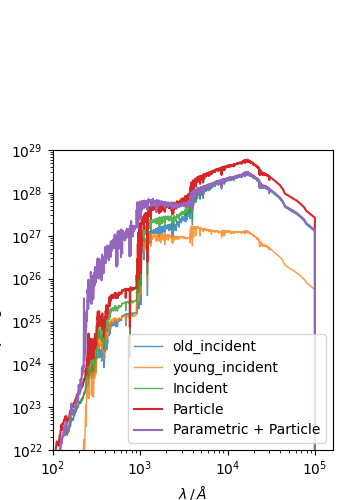 10^29
10^28
10^27
10^26
10^25
10^24
10^23
10^22
old_incident
young_incident
Incident
Particle
Parametric + Particle
10^2 10^3 10^4 10^5
λ / Å